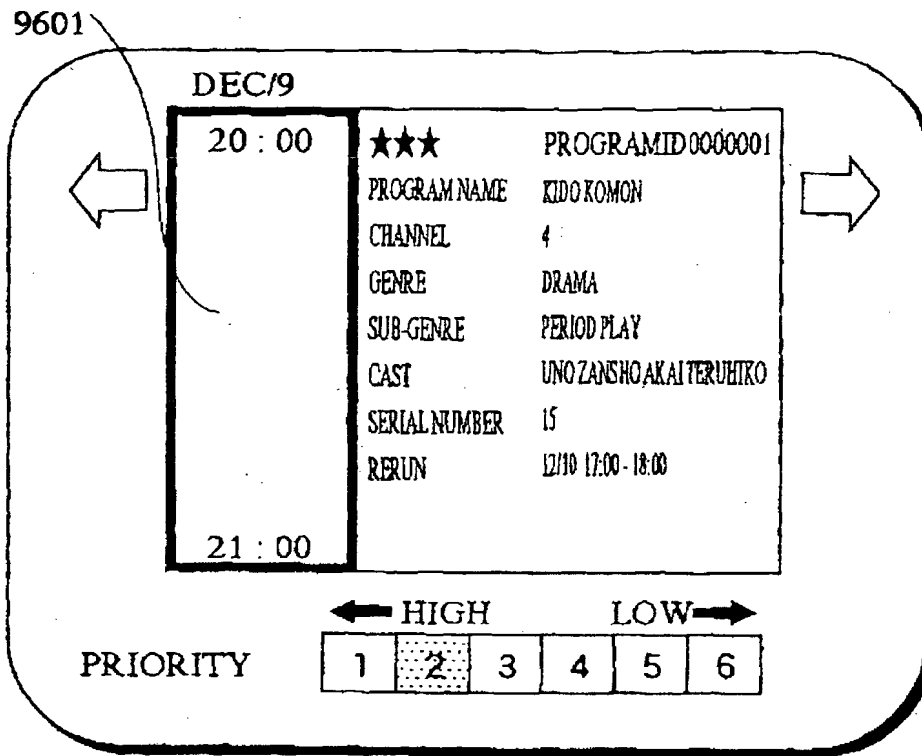 9601
DEC/9
20 : 00
★★★ PROGRAMID 0000001
PROGRAM NAME KIDO KOMON
CHANNEL 4
GENRE DRAMA
SUB-GENRE PERIOD PLAY
CAST UNO ZANSHO, AKAI TERUHIKO
SERIAL NUMBER 15
RERUN 12/10 17:00 - 18:00
21 : 00
HIGH LOW
PRIORITY 1 2 3 4 5 6